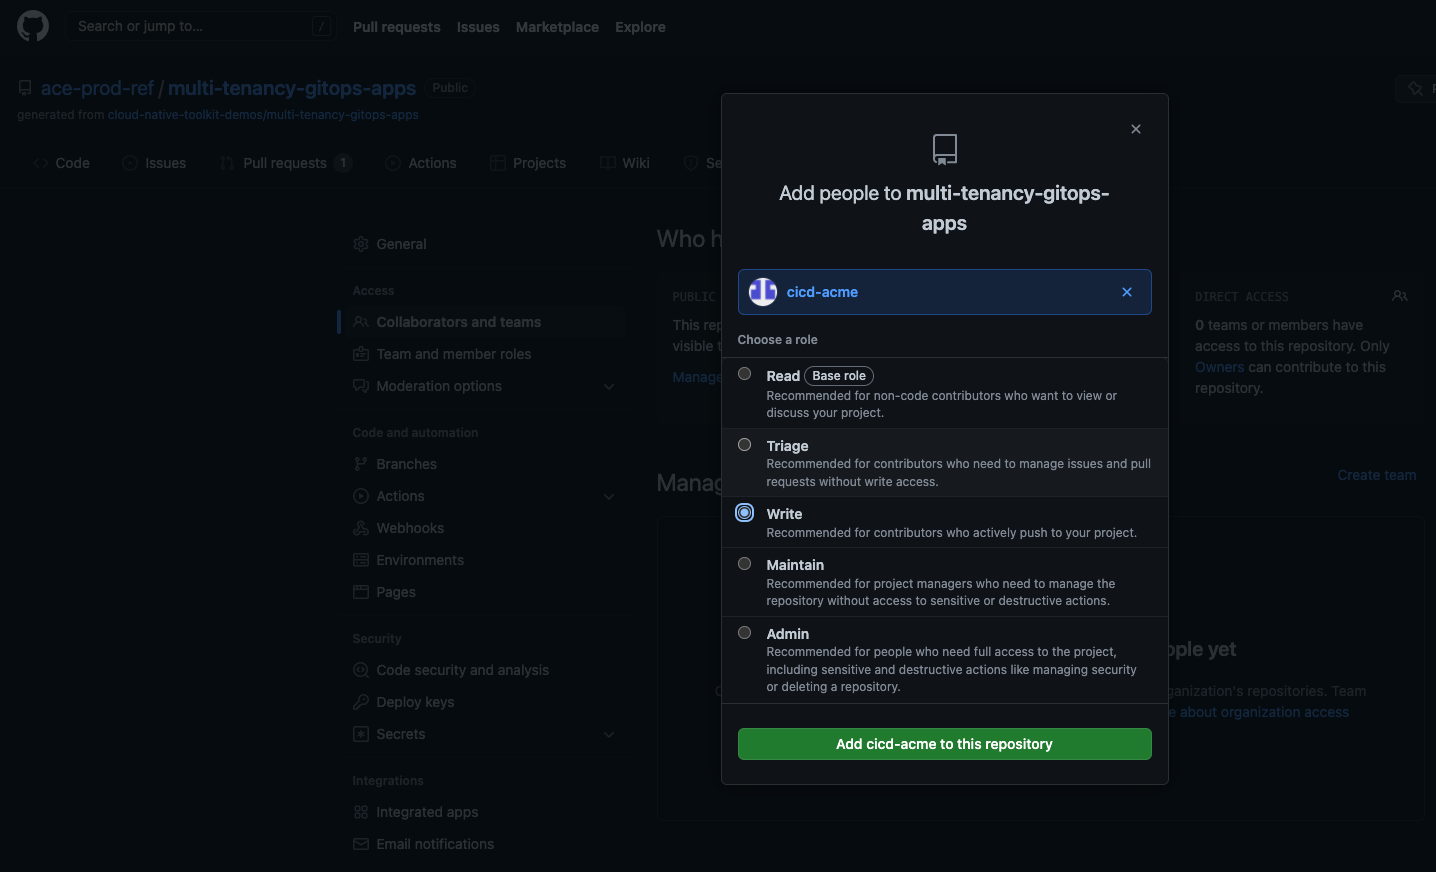 Search or jump to...
/
Pull requests
Issues
Marketplace
Explore
ace-prod-ref / multi-tenancy-gitops-apps
Public
generated from cloud-native-toolkit-demos/multi-tenancy-gitops-apps
Code
Issues
Pull requests 1
Actions
Projects
Wiki
General
Access
Collaborators and teams
Team and member roles
Moderation options
Code and automation
Branches
Actions
Webhooks
Environments
Pages
Security
Code security and analysis
Deploy keys
Secrets
Integrations
Integrated apps
Email notifications
Who h
PUBLIC
This rep
visible t
Manage
Manag
Add people to multi-tenancy-gitops-
apps
cicd-acme
Choose a role
Read Base role
Recommended for non-code contributors who want to view or
discuss your project.
Triage
Recommended for contributors who need to manage issues and pull
requests without write access.
Write
Recommended for contributors who actively push to your project.
Maintain
Recommended for project managers who need to manage the
repository without access to sensitive or destructive actions.
Admin
Recommended for people who need full access to the project,
including sensitive and destructive actions like managing security
or deleting a repository.
Add cicd-acme to this repository
DIRECT ACCESS
0 teams or members have
access to this repository. Only
Owners can contribute to this
repository.
Create team
ople yet
ganization's repositories. Team
e about organization access